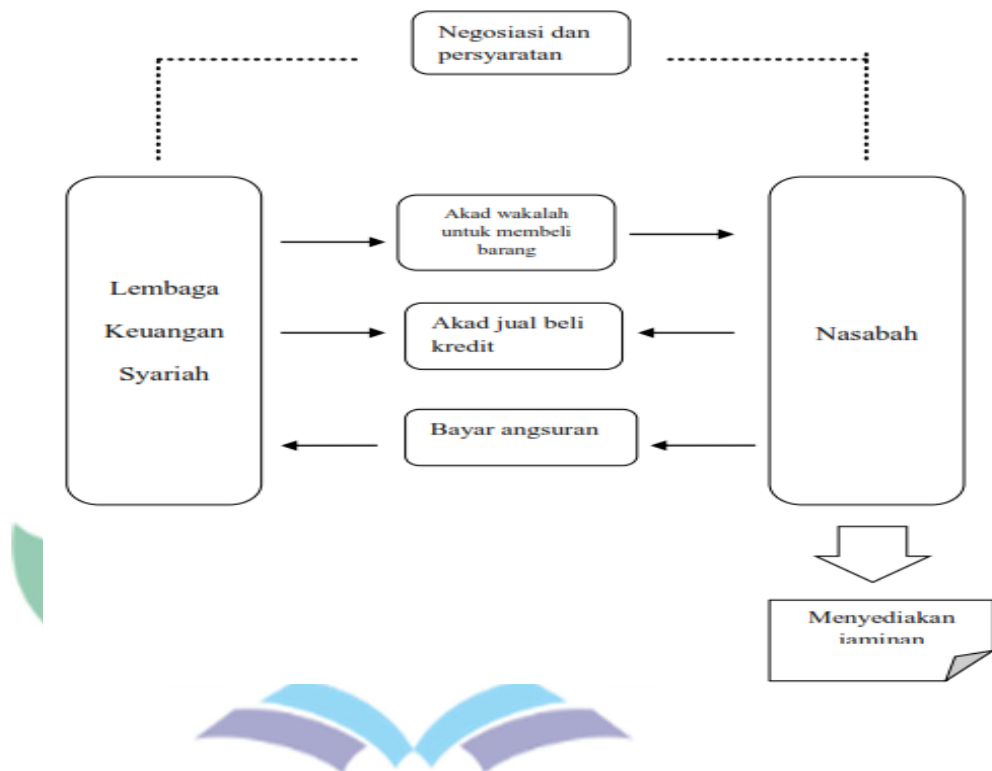 Negosiasi dan
persyaratan
Lembaga
Keuangan
Syariah
Akad wakalah
untuk membeli
barang
Akad jual beli
kredit
Bayar angsuran
Nasabah
Menyediakan
jaminan